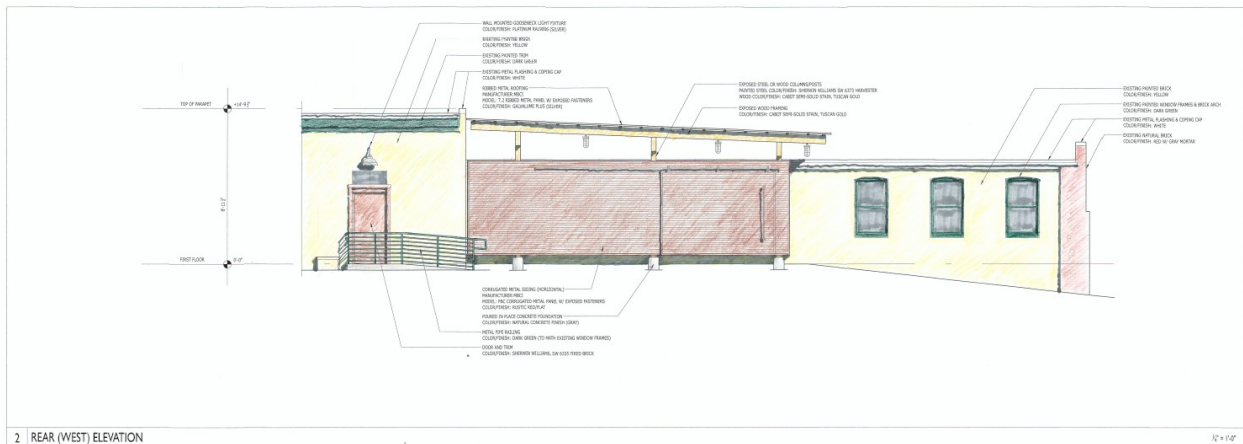 WALL MOUNTED GOOSENECK LIGHT FIXTURE
COLOR/FINISH: PLATINUM (SILVER)
EXISTING PAINTED BRICK
COLOR/FINISH: YELLOW
EXISTING PAINTED TRIM
COLOR/FINISH: DARK GREEN
EXISTING METAL FLASHING & COPING CAP
COLOR/FINISH: WHITE
RIBBED METAL ROOFING
MANUFACTURER: MBCI
MODEL: 7.2 RIBBED METAL PANEL W/ EXPOSED FASTENERS
COLOR/FINISH: GALVALUME PLUS (SILVER)
EXPOSED STEEL OR WOOD COLUMNS/POSTS
PAINTED STEEL COLOR/FINISH: SHERWIN WILLIAMS SW 6373 HARVESTER
WOOD COLOR/FINISH: CABOT SEMI-SOLID STAIN, TUSCAN GOLD
EXPOSED WOOD FRAMING
COLOR/FINISH: CABOT SEMI-SOLID STAIN, TUSCAN GOLD
EXISTING PAINTED BRICK
COLOR/FINISH: YELLOW
EXISTING PAINTED WINDOW FRAMES & BRICK ARCH
COLOR/FINISH: DARK GREEN
EXISTING METAL FLASHING & COPING CAP
COLOR/FINISH: WHITE
EXISTING NATURAL BRICK
COLOR/FINISH: RED W/ GRAY MORTAR
TOP OF PARAPET
FIRST FLOOR
0'-0"
CORRUGATED METAL SIDING (HORIZONTAL)
MANUFACTURER: MBCI
MODEL: PBC CORRUGATED METAL PANEL W/ EXPOSED FASTENERS
COLOR/FINISH: RUSTIC RED/FLAT
POURED IN PLACE CONCRETE FOUNDATION
COLOR/FINISH: NATURAL CONCRETE FINISH (GRAY)
METAL PIPE RAILING
COLOR/FINISH: DARK GREEN (TO MATH EXISTING WINDOW FRAMES)
DOOR AND TRIM
COLOR/FINISH: SHERWIN WILLIAMS, SW 6335 FIRED BRICK
2 REAR (WEST) ELEVATION